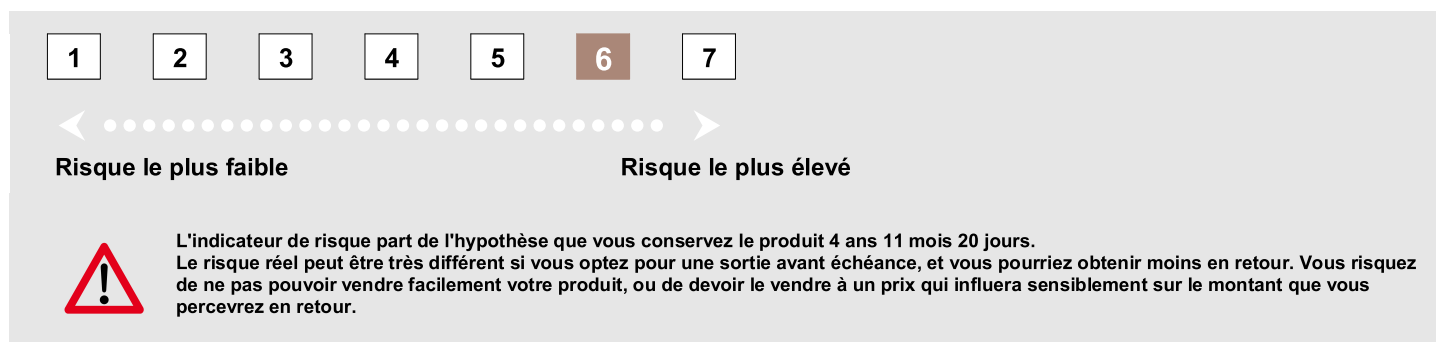 1 2 3 4 5 6 7
Risque le plus faible Risque le plus élevé
L'indicateur de risque part de l'hypothèse que vous conservez le produit 4 ans 11 mois 20 jours.
Le risque réel peut être très différent si vous optez pour une sortie avant échéance, et vous pourriez obtenir moins en retour. Vous risquez
de ne pas pouvoir vendre facilement votre produit, ou de devoir le vendre à un prix qui influera sensiblement sur le montant que vous
percevrez en retour.